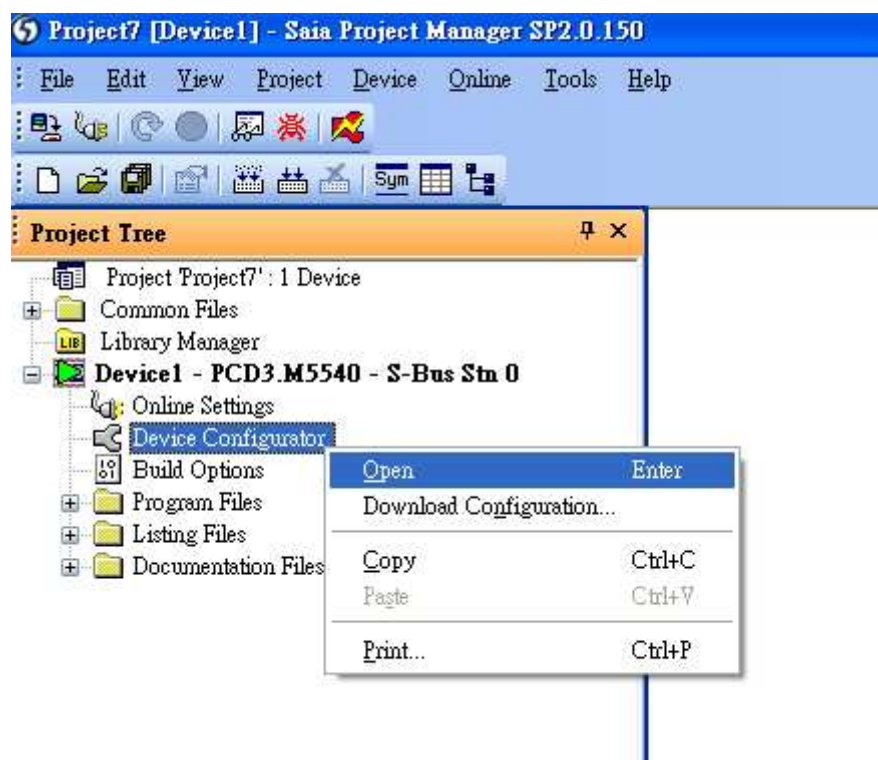 Project7 [Device1] - Saia Project Manager SP2.0.150
File Edit View Project Device Online Tools Help
Sym
Project Tree
Project 'Project7' : 1 Device
Common Files
LIB Library Manager
Device1 - PCD3.M5540 - S-Bus Stn 0
Online Settings
Device Configurator
Build Options
Program Files
Listing Files
Documentation Files
Open Enter
Download Configuration...
Copy Ctrl+C
Paste Ctrl+V
Print... Ctrl+P